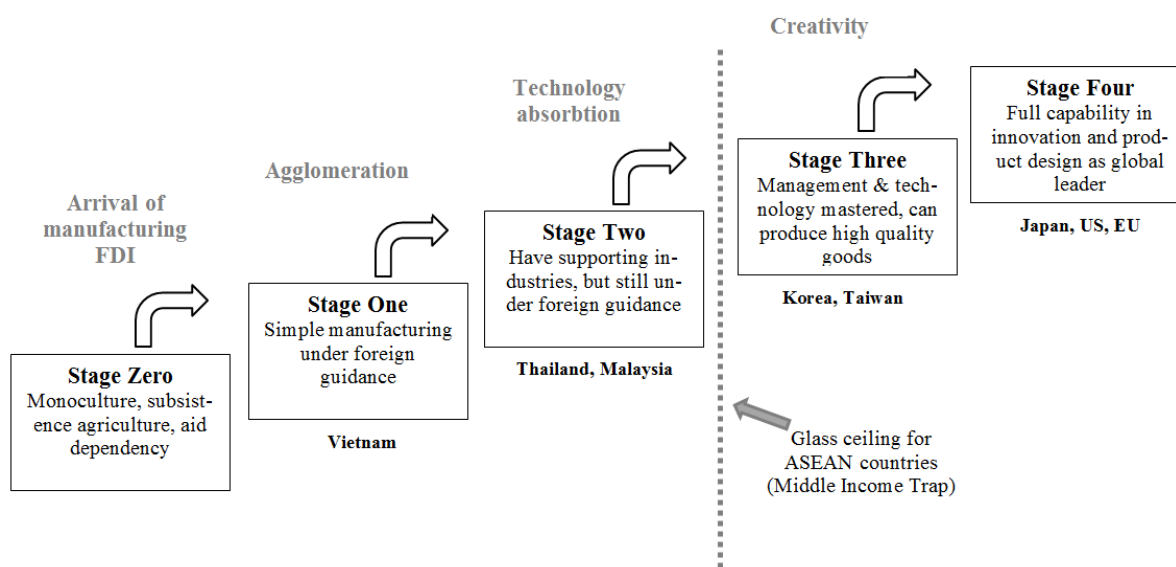 Creativity
Technology
absorbtion
Agglomeration
Arrival of
manufacturing
FDI
Stage Zero
Monoculture, subsist-
ence agriculture, aid
dependency
Stage One
Simple manufacturing
under foreign
guidance
Vietnam
Stage Two
Have supporting in-
dustries, but still un-
der foreign guidance
Thailand, Malaysia
Stage Three
Management & tech-
nology mastered, can
produce high quality
goods
Korea, Taiwan
Stage Four
Full capability in
innovation and prod-
uct design as global
leader
Japan, US, EU
Glass ceiling for
ASEAN countries
(Middle Income Trap)